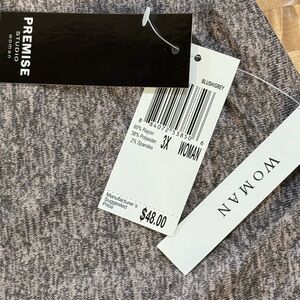 PREMISE
STUDIO
woman
BLUSH/GREY
60% Rayon
38% Polyester
2% Spandex
3X WOMAN
Manufacturer's
Suggested
Price
$48.00
WOMAN